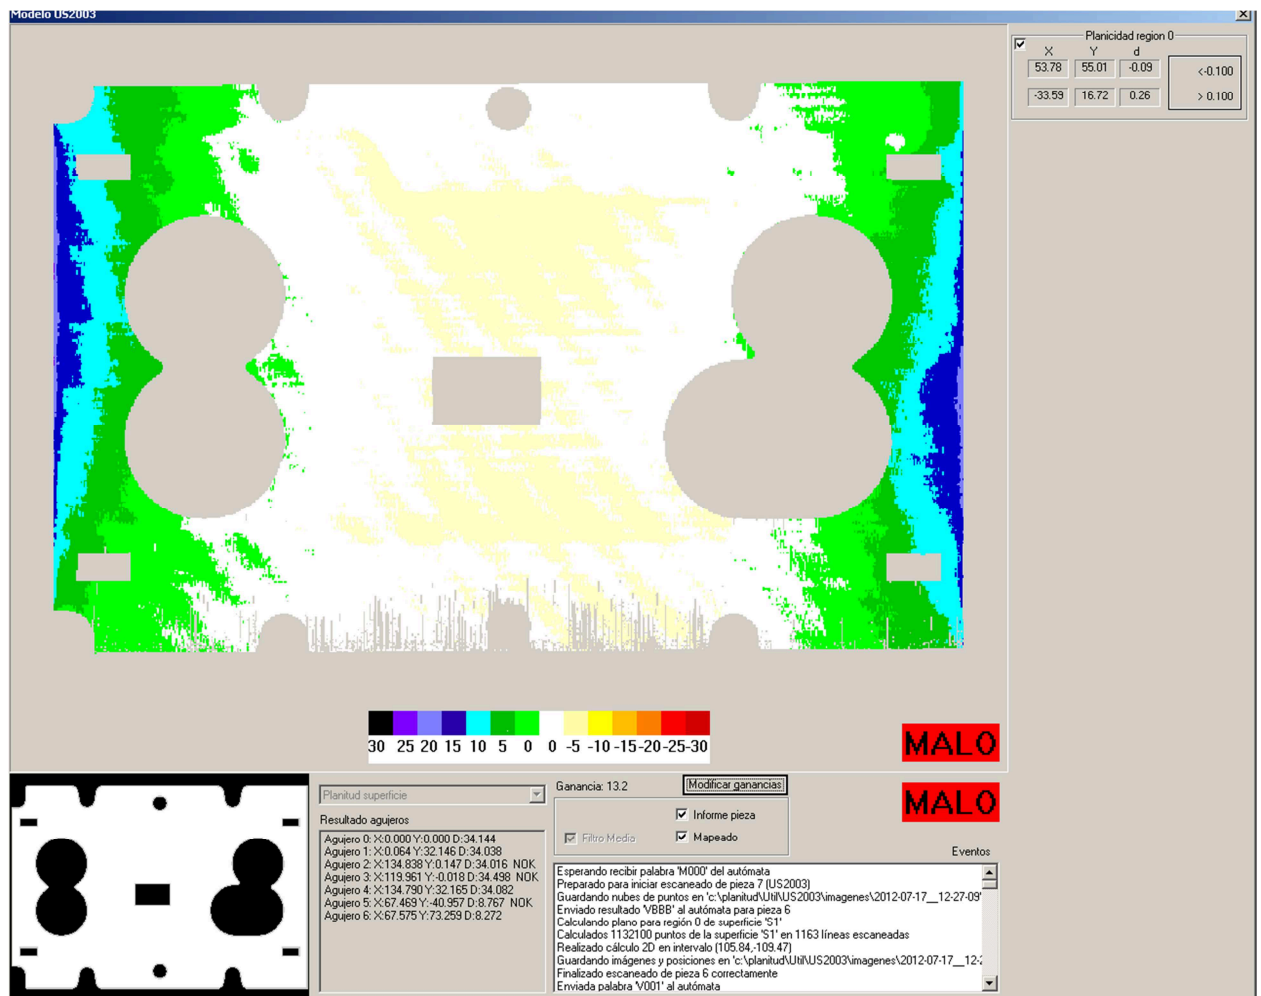 Modelo US2003
Planicidad region 0
X Y d
53.78 55.01 -0.09 <-0.100
-33.59 16.72 0.26 > 0.100
30 25 20 15 10 5 0 0 -5 -10 -15 -20 -25 -30
MALO
Planitud superficie
Ganancia: 13.2
Modificar ganancias
MALO
Informe pieza
Filtro Media
Mapeado
Resultado agujeros
Eventos
Agujero 0: X:0.000 Y:0.000 D:34.144
Agujero 1: X:0.064 Y:32.146 D:34.038
Agujero 2: X:134.838 Y:0.147 D:34.016 NOK
Agujero 3: X:119.961 Y:-0.018 D:34.498 NOK
Agujero 4: X:134.790 Y:32.165 D:34.082
Agujero 5: X:67.469 Y:-40.957 D:8.767 NOK
Agujero 6: X:67.575 Y:73.259 D:8.272
Esperando recibir palabra 'M000' del autómata
Preparado para iniciar escaneado de pieza 7 (US2003)
Guardando nubes de puntos en 'c:\planitud\Util\US2003\imagenes\2012-07-17__12-27-09'
Enviado resultado 'VBBB' al autómata para pieza 6
Calculando plano para región 0 de superficie 'S1'
Calculados 1132100 puntos de la superficie 'S1' en 1163 líneas escaneadas
Realizado cálculo 2D en intervalo (105.84,-109.47)
Guardando imágenes y posiciones en 'c:\planitud\Util\US2003\imagenes\2012-07-17__12-2
Finalizado escaneado de pieza 6 correctamente
Enviada palabra 'V001' al autómata